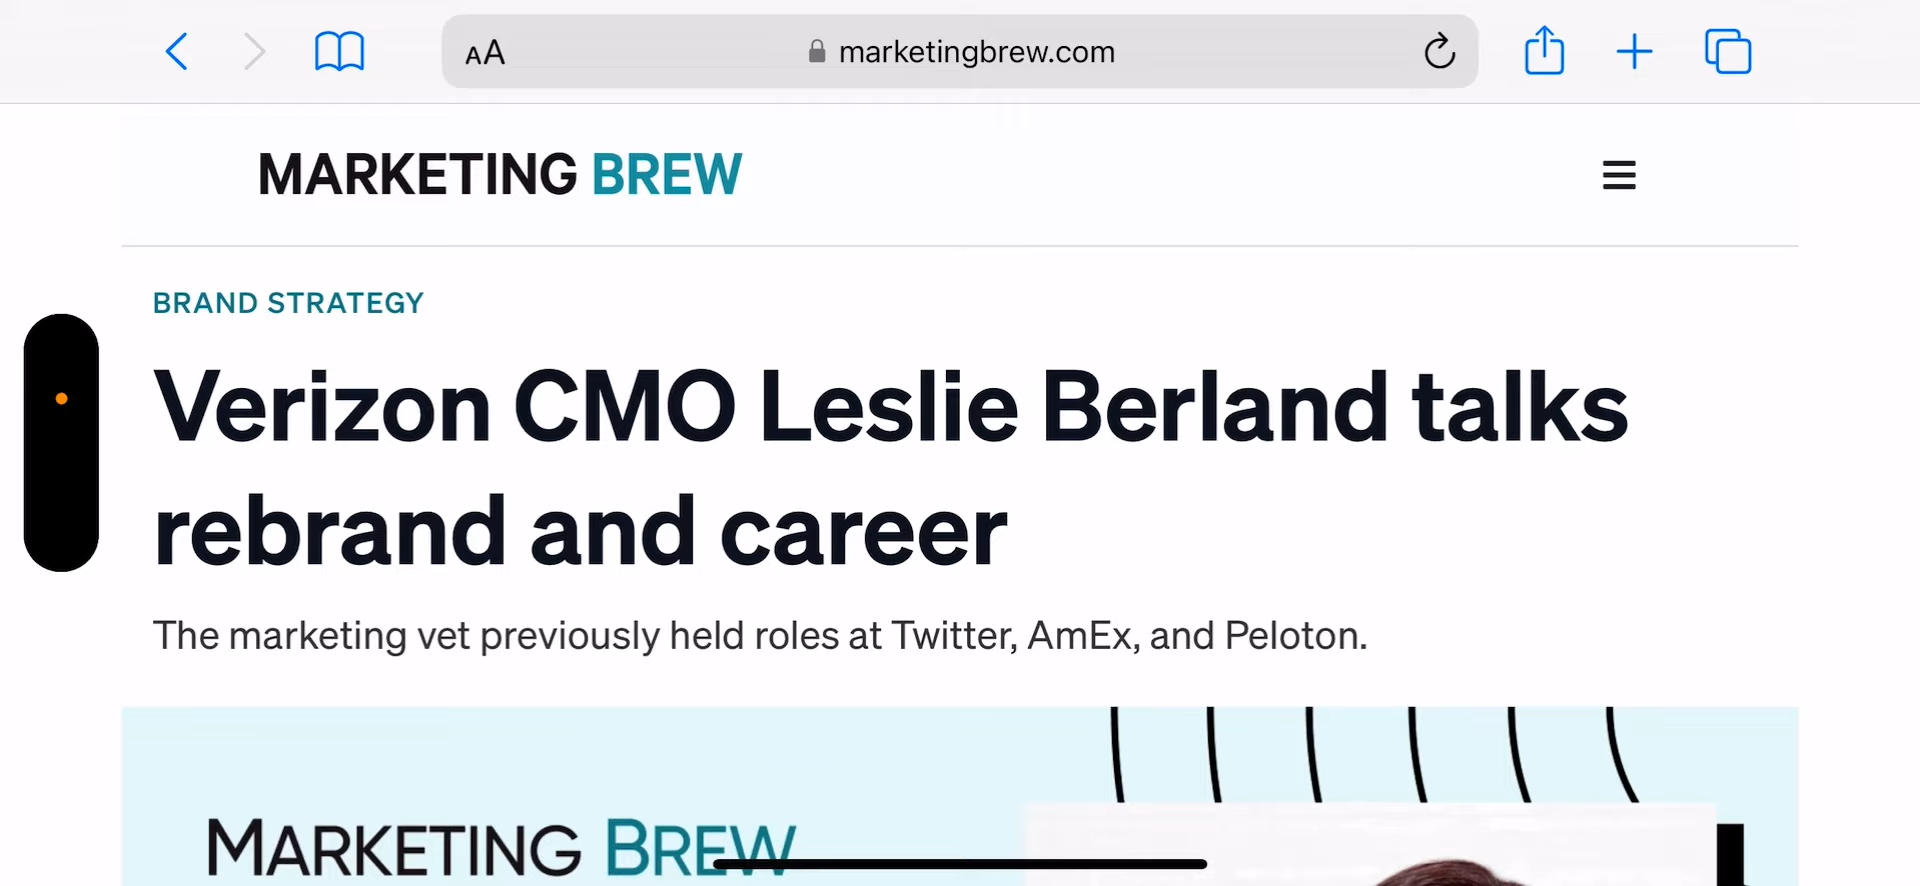 AA marketingbrew.com
MARKETING BREW
BRAND STRATEGY
Verizon CMO Leslie Berland talks
rebrand and career
The marketing vet previously held roles at Twitter, AmEx, and Peloton.
MARKETING BREW